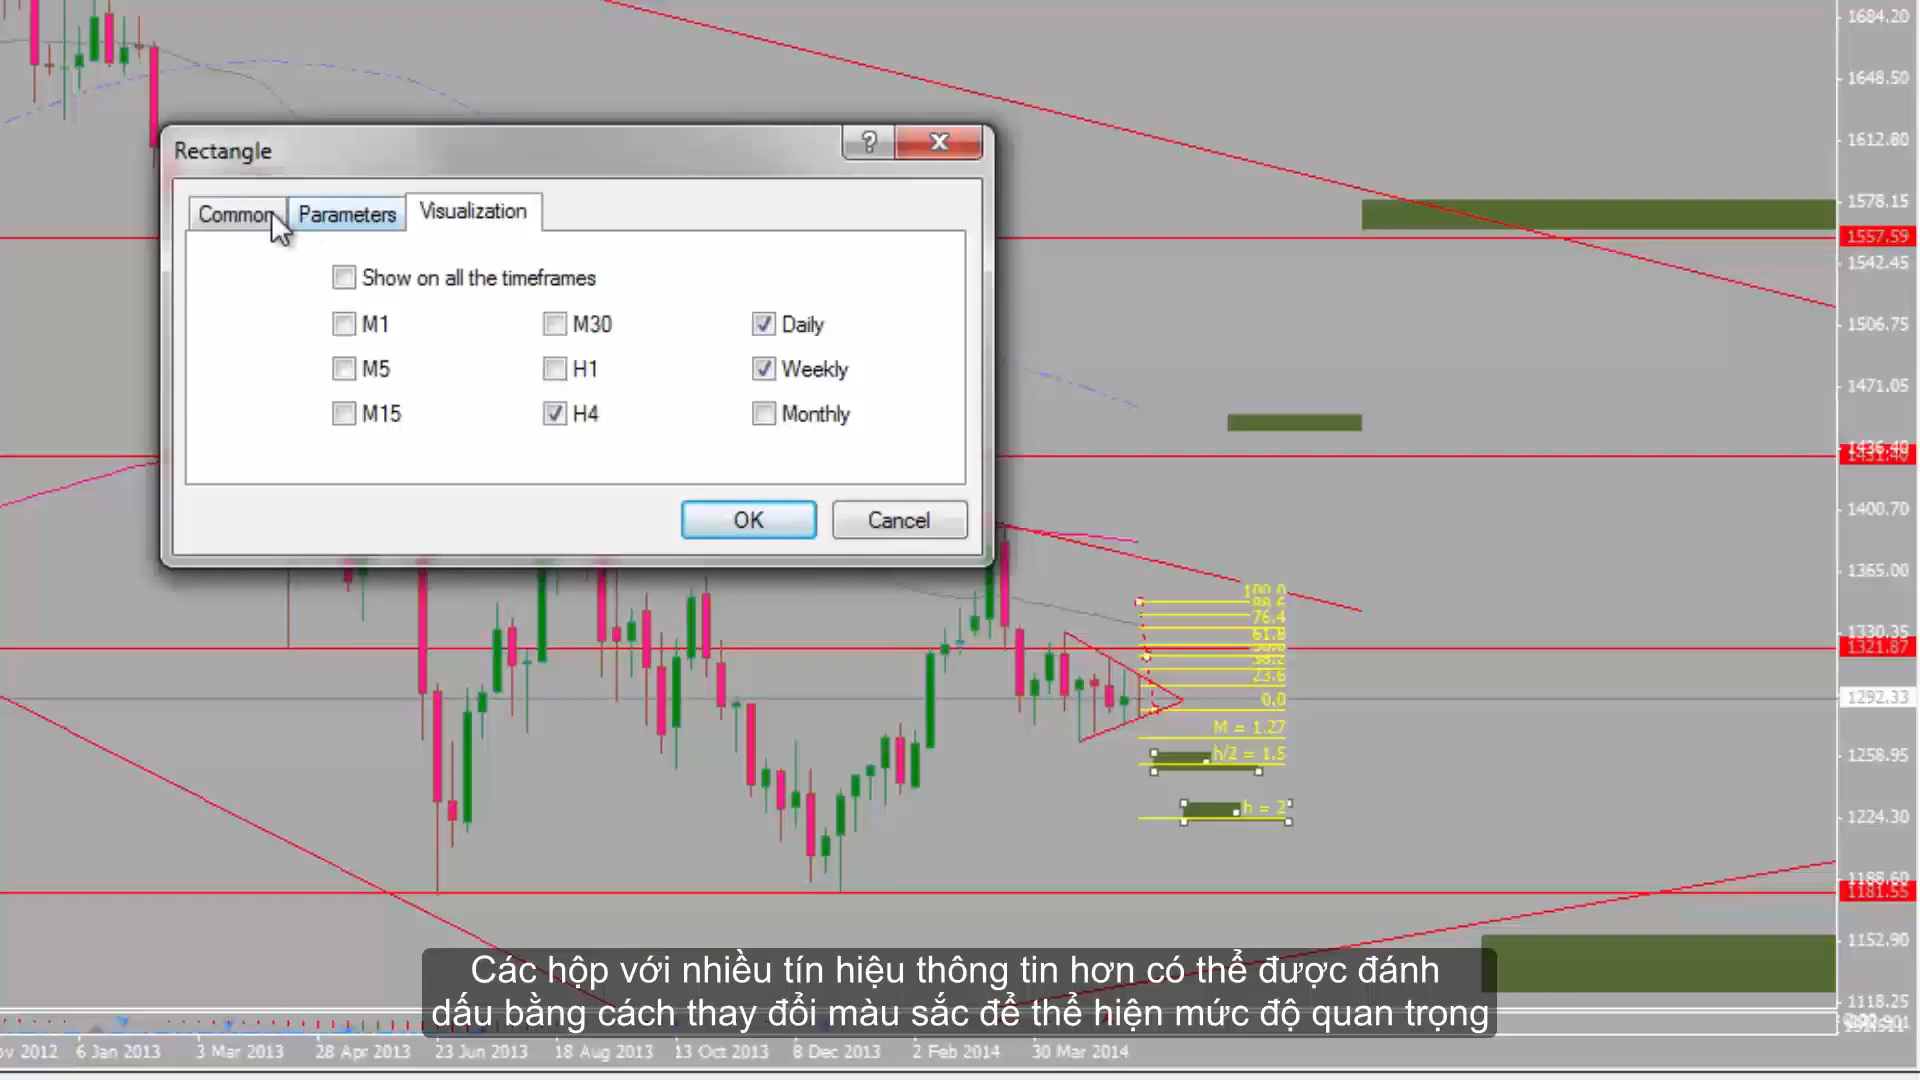 1684.20
1648.50
1612.80
Rectangle
?
X
Common Parameters Visualization
1578.15
1557.59
1542.45
Show on all the timeframes
M1 M30 Daily
1506.75
M5 H1 Weekly
1471.05
M15 H4 Monthly
OK Cancel
1400.70
1365.00
100.0
76.4
61.8
1330.35
1321.87
23.6
0.0
1292.33
M = 1.27
h/2 = 1.5
1258.95
h = 2
1224.30
1181.55
1152.90
Các hộp với nhiều tín hiệu thông tin hơn có thể được đánh
dấu bằng cách thay đổi màu sắc để thể hiện mức độ quan trọng
1118.25
2012 6 Jan 2013 3 Mar 2013 28 Apr 2013 23 Jun 2013 18 Aug 2013 13 Oct 2013 8 Dec 2013 2 Feb 2014 30 Mar 2014